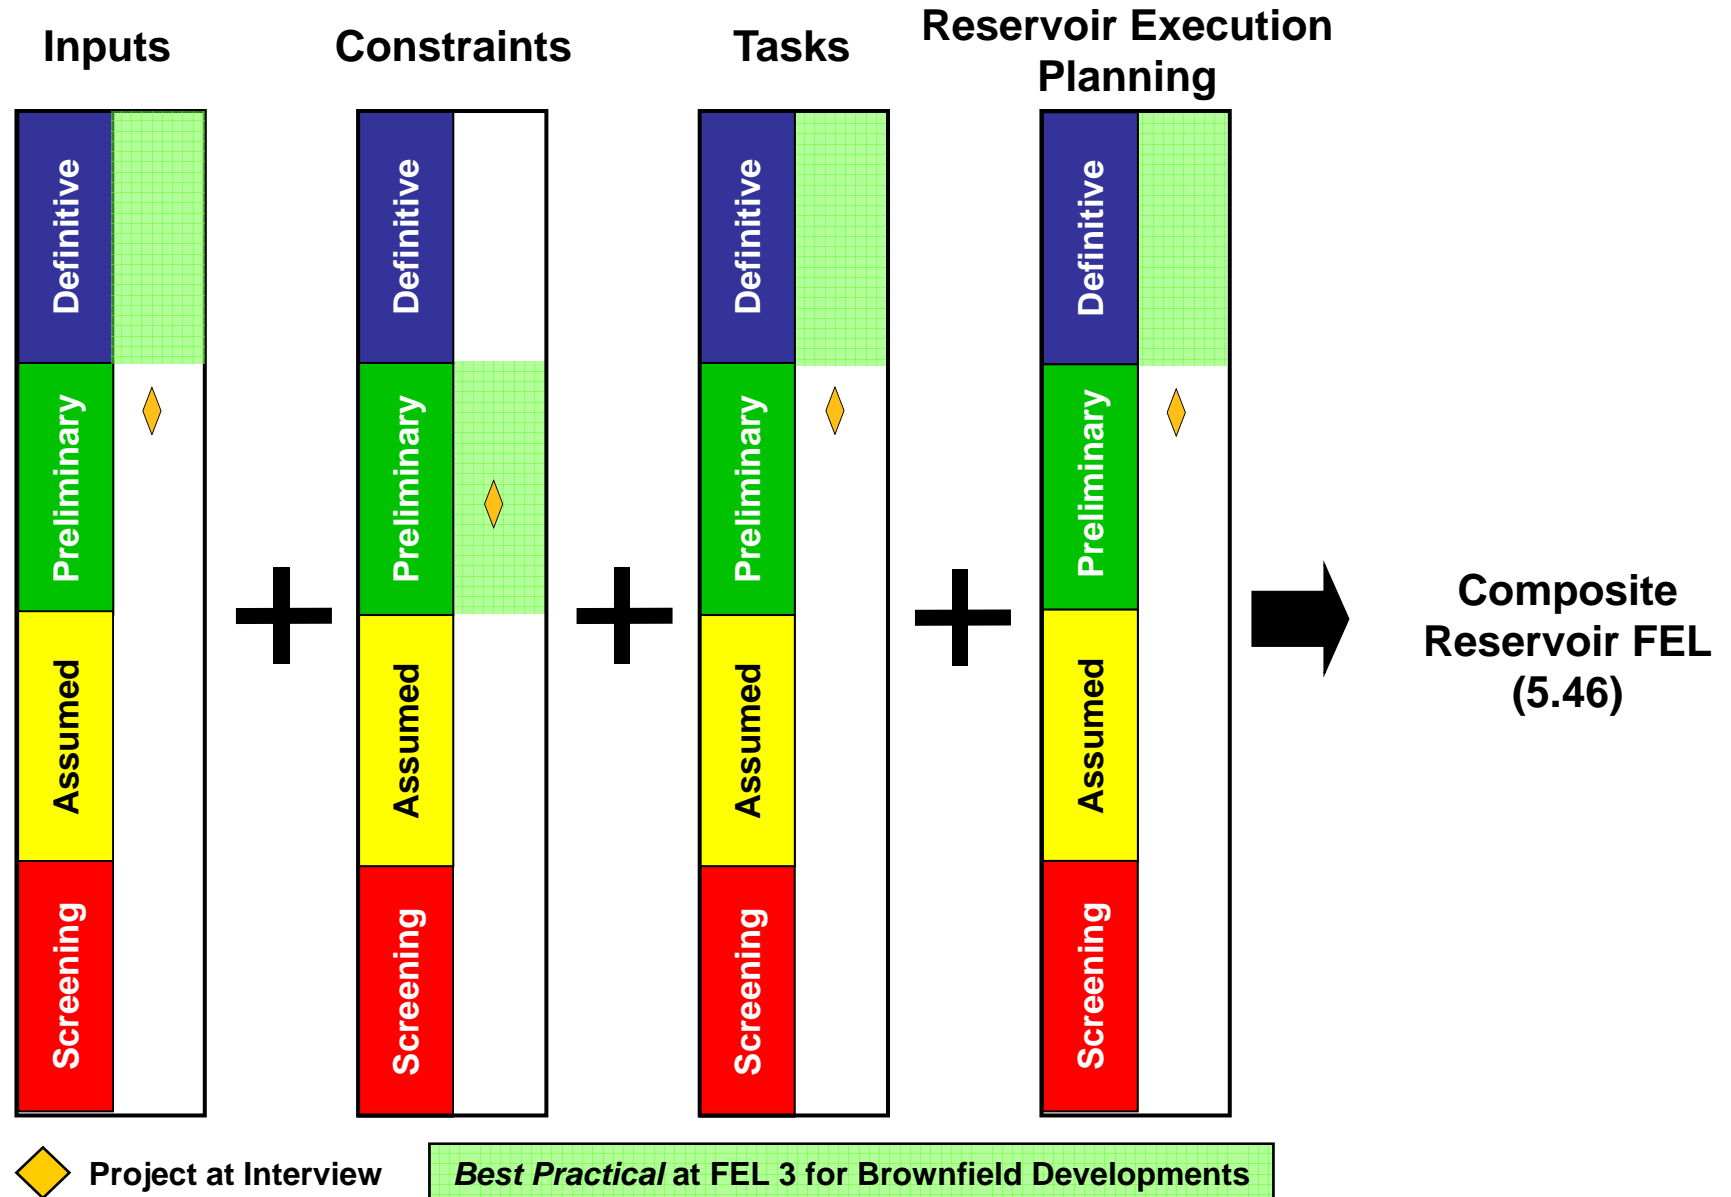 Inputs
Constraints
Tasks
Reservoir Execution
Planning
Definitive
Preliminary
Assumed
Screening
Definitive
Preliminary
Assumed
Screening
Definitive
Preliminary
Assumed
Screening
Definitive
Preliminary
Assumed
Screening
Composite
Reservoir FEL
(5.46)
Project at Interview
Best Practical at FEL 3 for Brownfield Developments